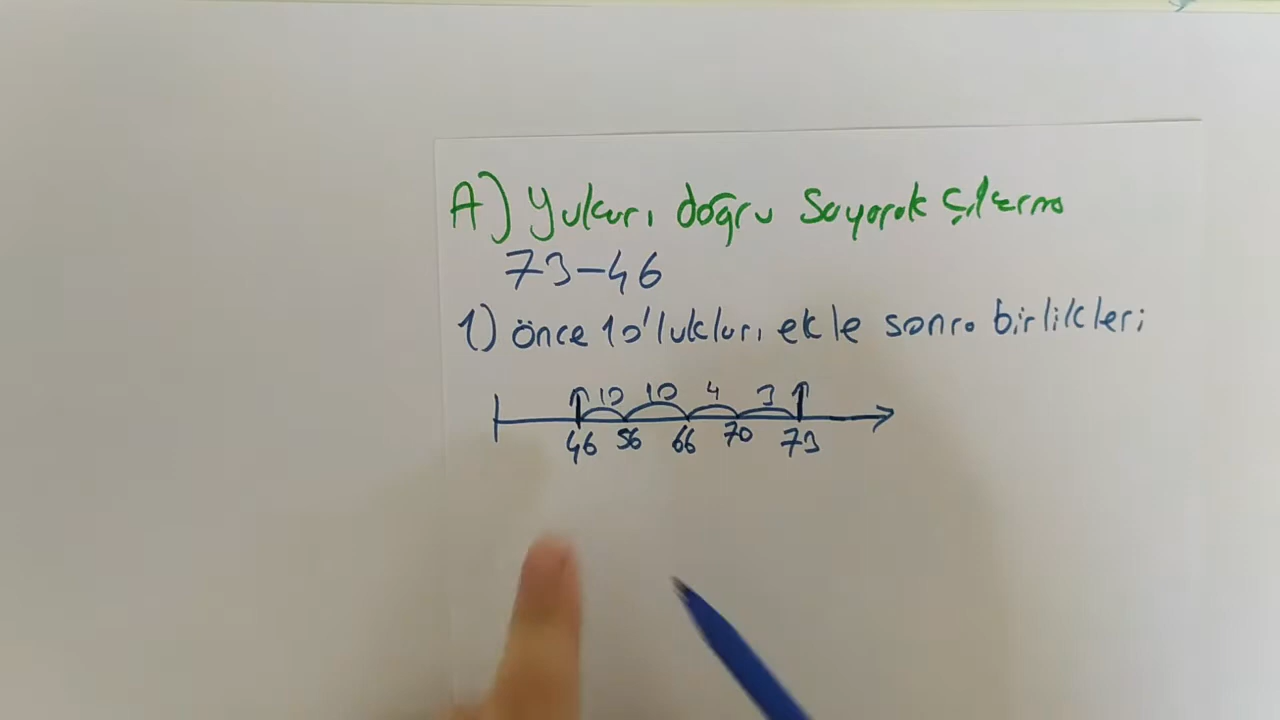 A) Yukarı doğru Sayarak Çıkarma
73-46
1) Önce 10'lukları ekle sonra birlikleri
10 10 4 3
46 56 66 70 73